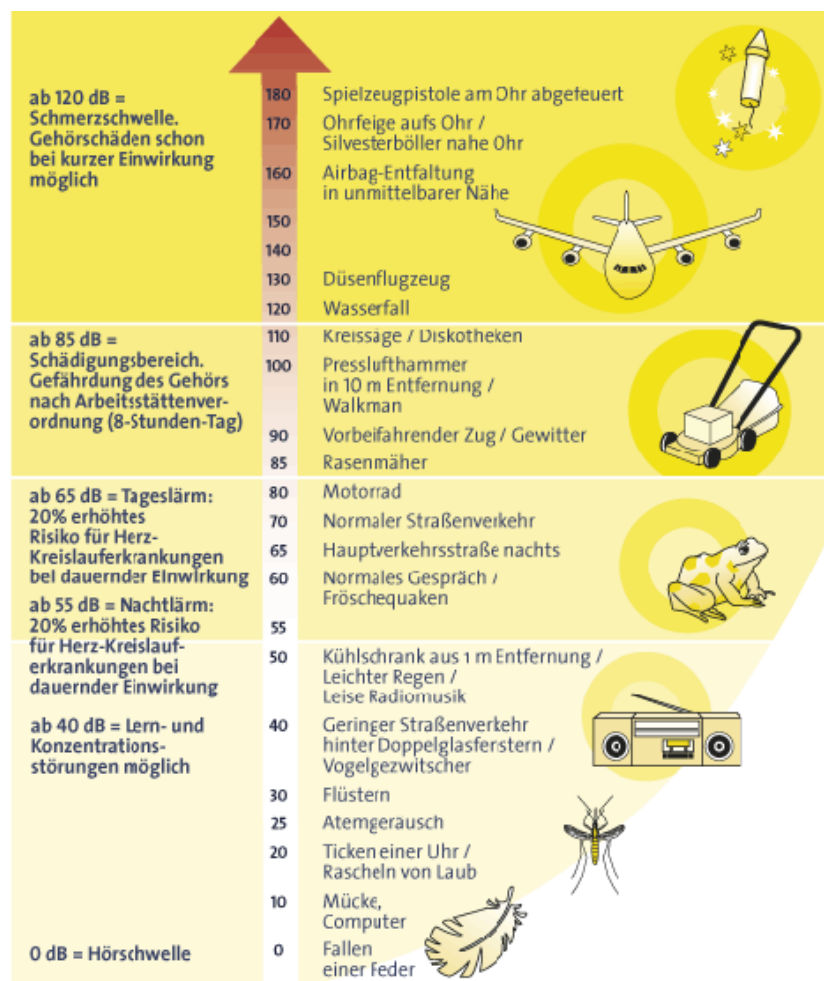 ab 120 dB =
Schmerzschwelle.
Gehörschäden schon
bei kurzer Einwirkung
möglich
180 Spielzeugpistole am Ohr abgefeuert
170 Ohrfeige aufs Ohr /
Silvesterböller nahe Ohr
160 Airbag-Entfaltung
in unmittelbarer Nähe
150
140
130 Düsenflugzeug
120 Wasserfall
ab 85 dB =
Schädigungsbereich.
Gefährdung des Gehörs
nach Arbeitsstättenver-
ordnung (8-Stunden-Tag)
110 Kreissäge / Diskotheken
100 Presslufthammer
in 10 m Entfernung /
Walkman
90 Vorbeifahrender Zug / Gewitter
85 Rasenmäher
ab 65 dB = Tageslärm:
20% erhöhtes
Risiko für Herz-
Kreislauferkrankungen
bei dauernder Einwirkung
80 Motorrad
70 Normaler Straßenverkehr
65 Hauptverkehrsstraße nachts
60 Normales Gespräch /
Fröschequaken
ab 55 dB = Nachtlärm:
20% erhöhtes Risiko
für Herz-Kreislauf-
erkrankungen bei
dauernder Einwirkung
55
50 Kühlschrank aus 1 m Entfernung /
Leichter Regen /
Leise Radiomusik
ab 40 dB = Lern- und
Konzentrations-
störungen möglich
40 Geringer Straßenverkehr
hinter Doppelglasfenstern /
Vogelgezwitscher
30 Flüstern
25 Atemgeräusch
20 Ticken einer Uhr /
Rascheln von Laub
10 Mücke,
Computer
0 dB = Hörschwelle
0 Fallen
einer Feder